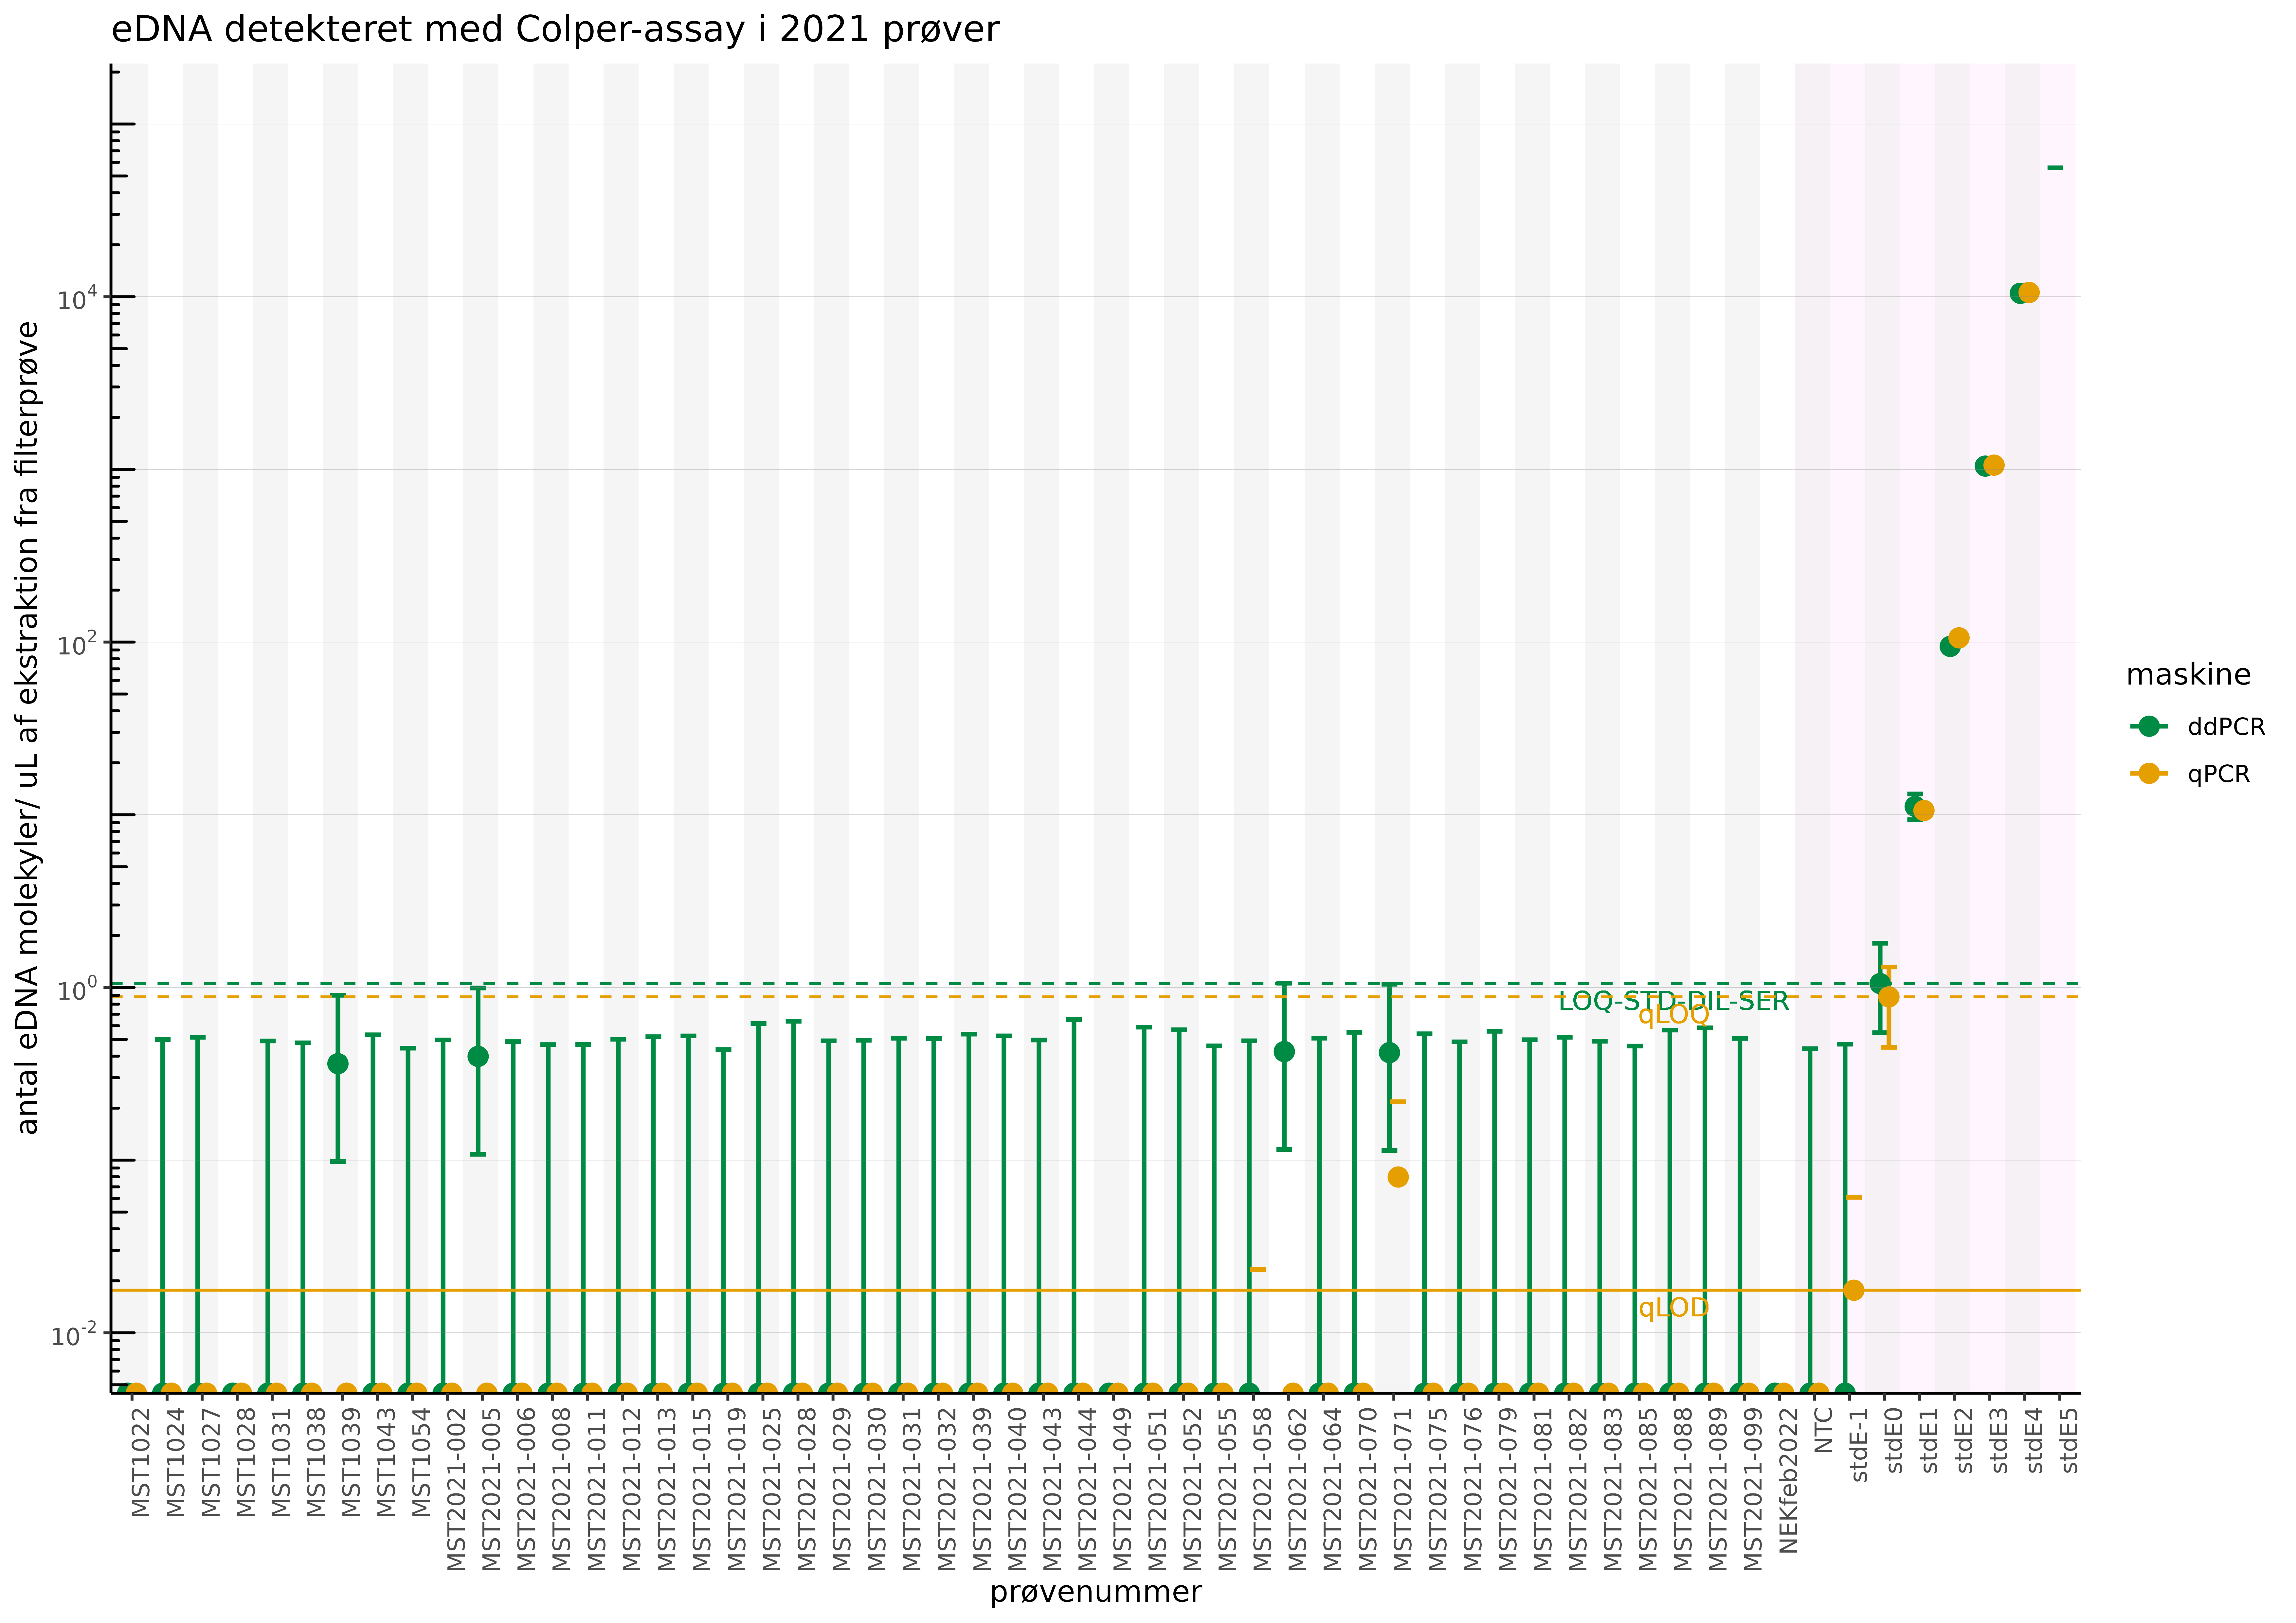 eDNA detekteret med Colper-assay i 2021 prøver
antal eDNA molekyler/ uL af ekstraktion fra filterprøve
10^4
10^2
10^0
10^-2
LOQ-STD-DIL-SER
qLOQ
qLOD
maskine
ddPCR
qPCR
MST1022
MST1024
MST1027
MST1028
MST1031
MST1038
MST1039
MST1043
MST1054
MST2021-002
MST2021-005
MST2021-006
MST2021-008
MST2021-011
MST2021-012
MST2021-013
MST2021-015
MST2021-019
MST2021-025
MST2021-028
MST2021-029
MST2021-030
MST2021-031
MST2021-032
MST2021-039
MST2021-040
MST2021-043
MST2021-044
MST2021-049
MST2021-051
MST2021-052
MST2021-055
MST2021-058
MST2021-062
MST2021-064
MST2021-070
MST2021-071
MST2021-075
MST2021-076
MST2021-079
MST2021-081
MST2021-082
MST2021-083
MST2021-085
MST2021-088
MST2021-089
MST2021-099
NEKfeb2022
NTC
stdE-1
stdE0
stdE1
stdE2
stdE3
stdE4
stdE5
prøvenummer